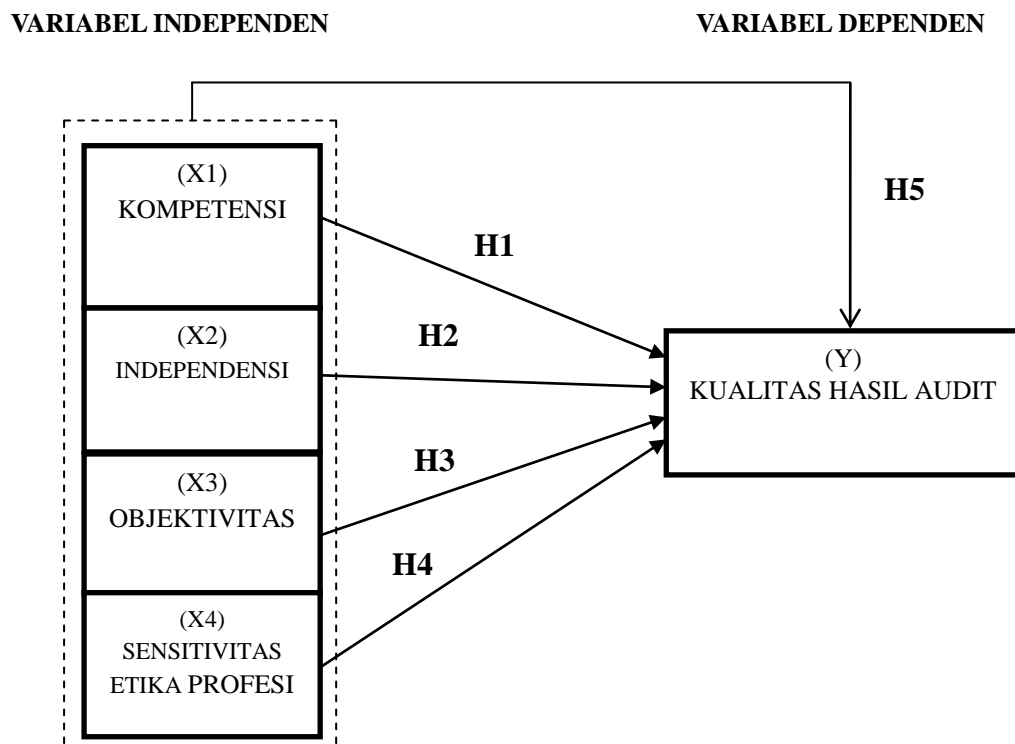 VARIABEL INDEPENDEN
VARIABEL DEPENDEN
(X1)
KOMPETENSI
(X2)
INDEPENDENSI
(X3)
OBJEKTIVITAS
(X4)
SENSITIVITAS
ETIKA PROFESI
H1
H2
H3
H4
H5
(Y)
KUALITAS HASIL AUDIT